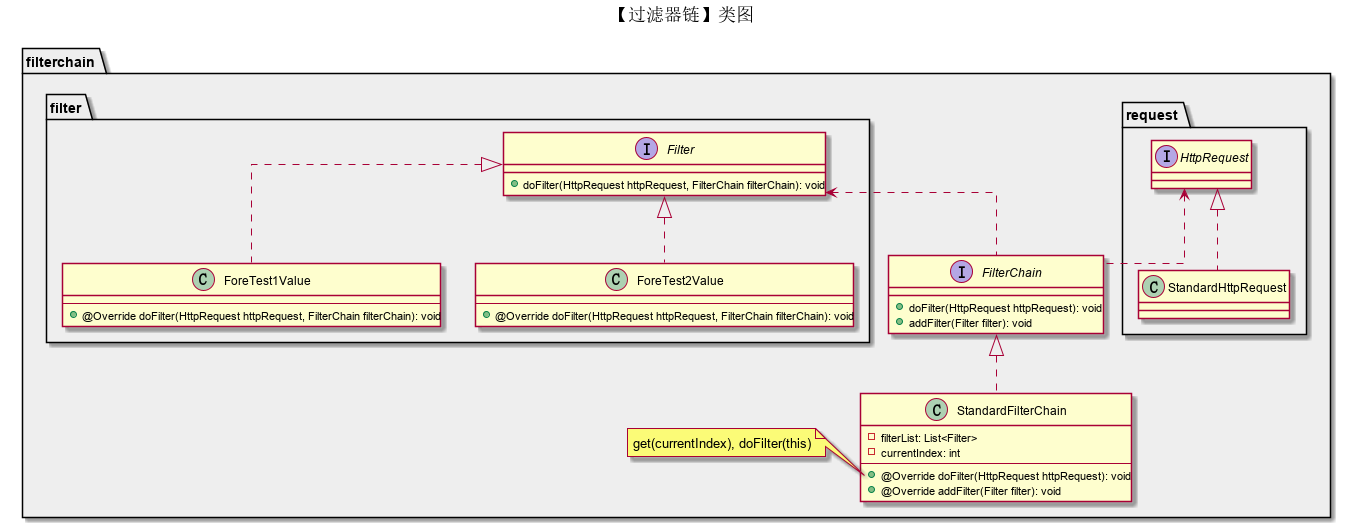 【过滤器链】类图
filterchain
filter
request
I Filter
doFilter(HttpRequest httpRequest, FilterChain filterChain): void
I HttpRequest
C ForeTest1Value
@Override doFilter(HttpRequest httpRequest, FilterChain filterChain): void
C ForeTest2Value
@Override doFilter(HttpRequest httpRequest, FilterChain filterChain): void
I FilterChain
doFilter(HttpRequest httpRequest): void
addFilter(Filter filter): void
C StandardHttpRequest
C StandardFilterChain
filterList: List<Filter>
currentIndex: int
@Override doFilter(HttpRequest httpRequest): void
@Override addFilter(Filter filter): void
get(currentIndex), doFilter(this)